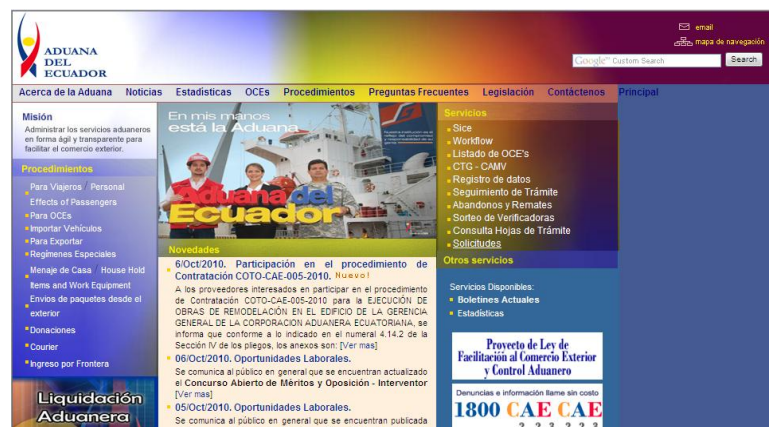 ADUANA
DEL
ECUADOR
email
mapa de navegación
Google™ Custom Search
Search
Acerca de la Aduana Noticias Estadísticas OCEs Procedimientos Preguntas Frecuentes Legislación Contáctenos Principal
Misión
Administrar los servicios aduaneros
en forma ágil y transparente para
facilitar el comercio exterior.
Procedimientos
Para Viajeros / Personal
Effects of Passengers
Para OCEs
Importar Vehículos
Para Exportar
Regímenes Especiales
Menaje de Casa / House Hold
Items and Work Equipment
Envios de paquetes desde el
exterior
Donaciones
Courier
Ingreso por Frontera
Liquidación
Aduanera
En mis manos
está la Aduana
Aduana del
Ecuador
Novedades
6/Oct/2010. Participación en el procedimiento de
Contratación COTO-CAE-005-2010. Nuevo!
A los proveedores interesados en participar en el procedimiento
de Contratación COTO-CAE-005-2010 para la EJECUCIÓN DE
OBRAS DE REMODELACIÓN EN EL EDIFICIO DE LA GERENCIA
GENERAL DE LA CORPORACION ADUANERA ECUATORIANA, se
informa que conforme a lo indicado en el numeral 4.14.2 de la
Sección IV de los pliegos, los anexos son: [Ver mas]
06/Oct/2010. Oportunidades Laborales.
Se comunica al público en general que se encuentran actualizado
el Concurso Abierto de Méritos y Oposición - Interventor
[Ver mas]
05/Oct/2010. Oportunidades Laborales.
Se comunica al público en general que se encuentran publicada
Servicios
Sice
Workflow
Listado de OCE's
CTG - CAMV
Registro de datos
Seguimiento de Trámite
Abandonos y Remates
Sorteo de Verificadoras
Consulta Hojas de Trámite
Solicitudes
Otros servicios
Servicios Disponibles:
Boletines Actuales
Estadísticas
Proyecto de Ley de
Facilitación al Comercio Exterior
y Control Aduanero
Denuncias e información llame sin costo
1800 CAE CAE
2 2 3 2 2 3